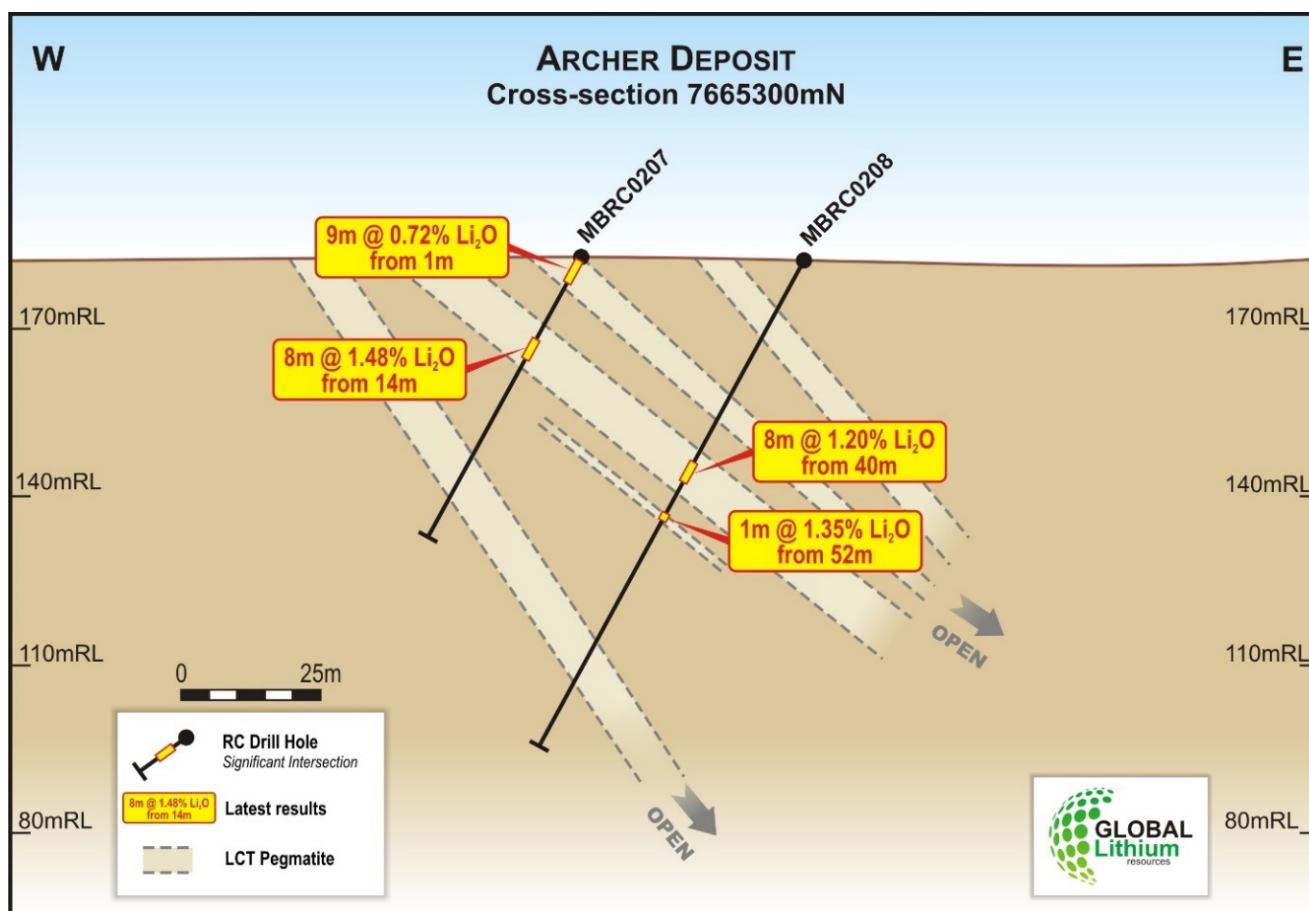 W
ARCHER DEPOSIT
E
Cross-section 7665300mN
MBRC0207
MBRC0208
9m @ 0.72% Li₂O
from 1m
170mRL
170mRL
8m @ 1.48% Li₂O
from 14m
8m @ 1.20% Li₂O
from 40m
140mRL
140mRL
1m @ 1.35% Li₂O
from 52m
OPEN
110mRL
110mRL
0 25m
RC Drill Hole
Significant Intersection
8m @ 1.48% Li₂O
from 14m
Latest results
LCT Pegmatite
OPEN
80mRL
80mRL
GLOBAL
Lithium
resources